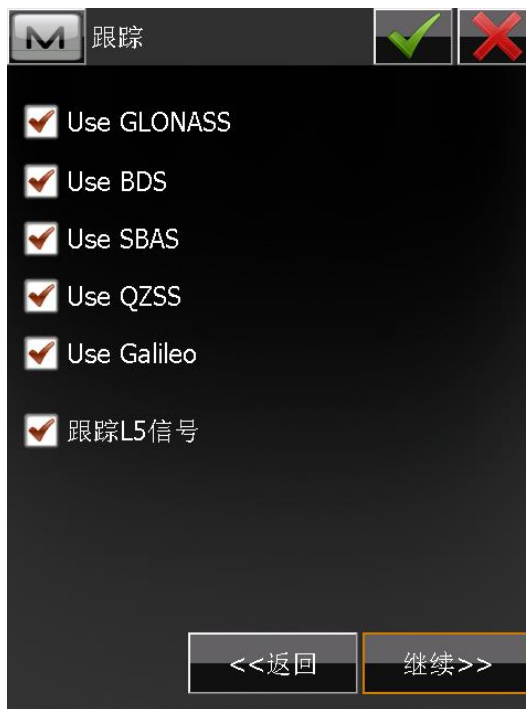 M 跟踪
Use GLONASS
Use BDS
Use SBAS
Use QZSS
Use Galileo
跟踪L5信号
<<返回 继续>>